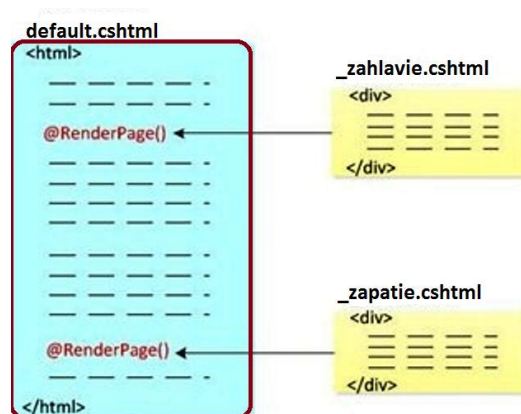 default.cshtml
<html>
@RenderPage()
@RenderPage()
</html>
_zahlavie.cshtml
<div>
</div>
_zapatie.cshtml
<div>
</div>